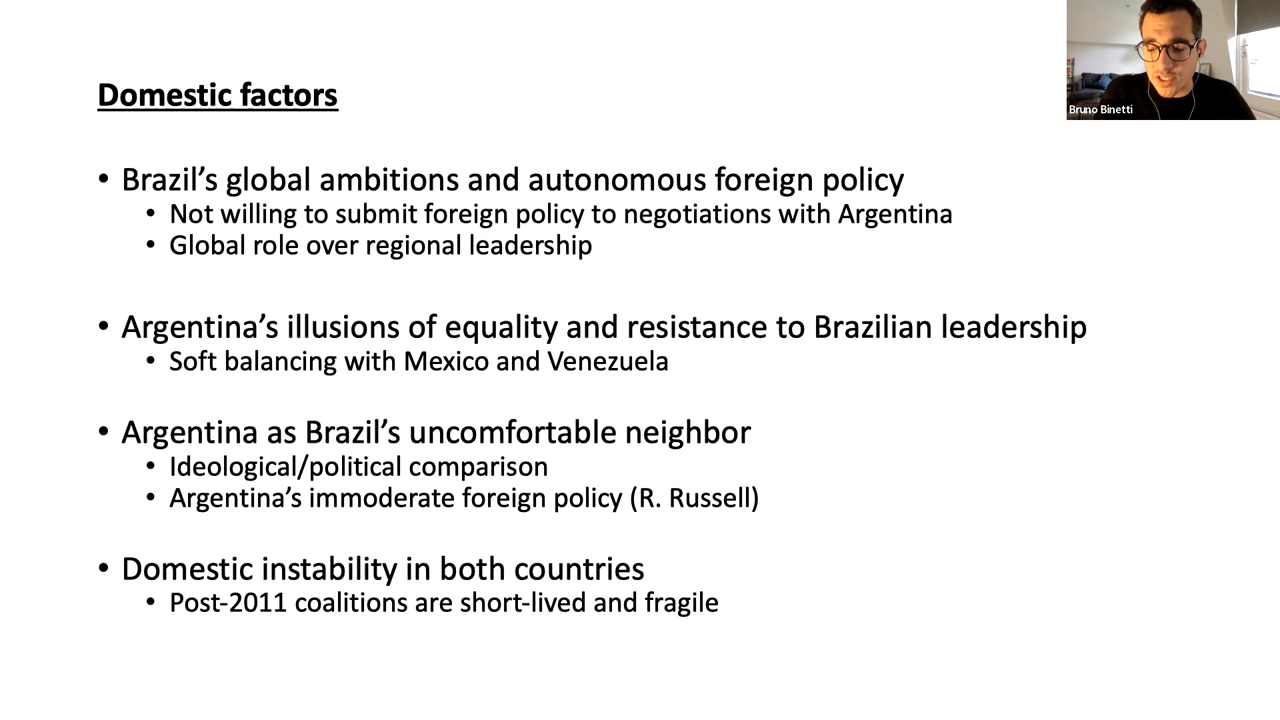 Domestic factors
Bruno Binetti
• Brazil’s global ambitions and autonomous foreign policy
• Not willing to submit foreign policy to negotiations with Argentina
• Global role over regional leadership
• Argentina’s illusions of equality and resistance to Brazilian leadership
• Soft balancing with Mexico and Venezuela
• Argentina as Brazil’s uncomfortable neighbor
• Ideological/political comparison
• Argentina’s immoderate foreign policy (R. Russell)
• Domestic instability in both countries
• Post-2011 coalitions are short-lived and fragile